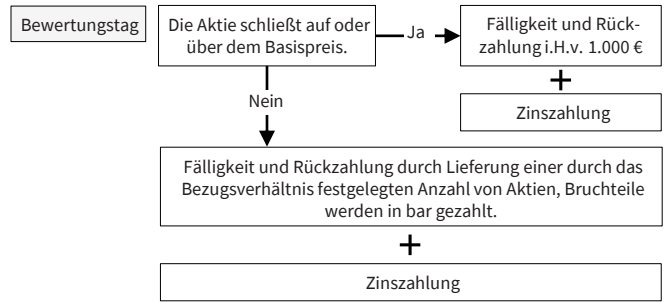 Bewertungstag
Die Aktie schließt auf oder
über dem Basispreis.
Ja
Fälligkeit und Rück-
zahlung i.H.v. 1.000 €
+
Zinszahlung
Nein
Fälligkeit und Rückzahlung durch Lieferung einer durch das
Bezugsverhältnis festgelegten Anzahl von Aktien, Bruchteile
werden in bar gezahlt.
+
Zinszahlung